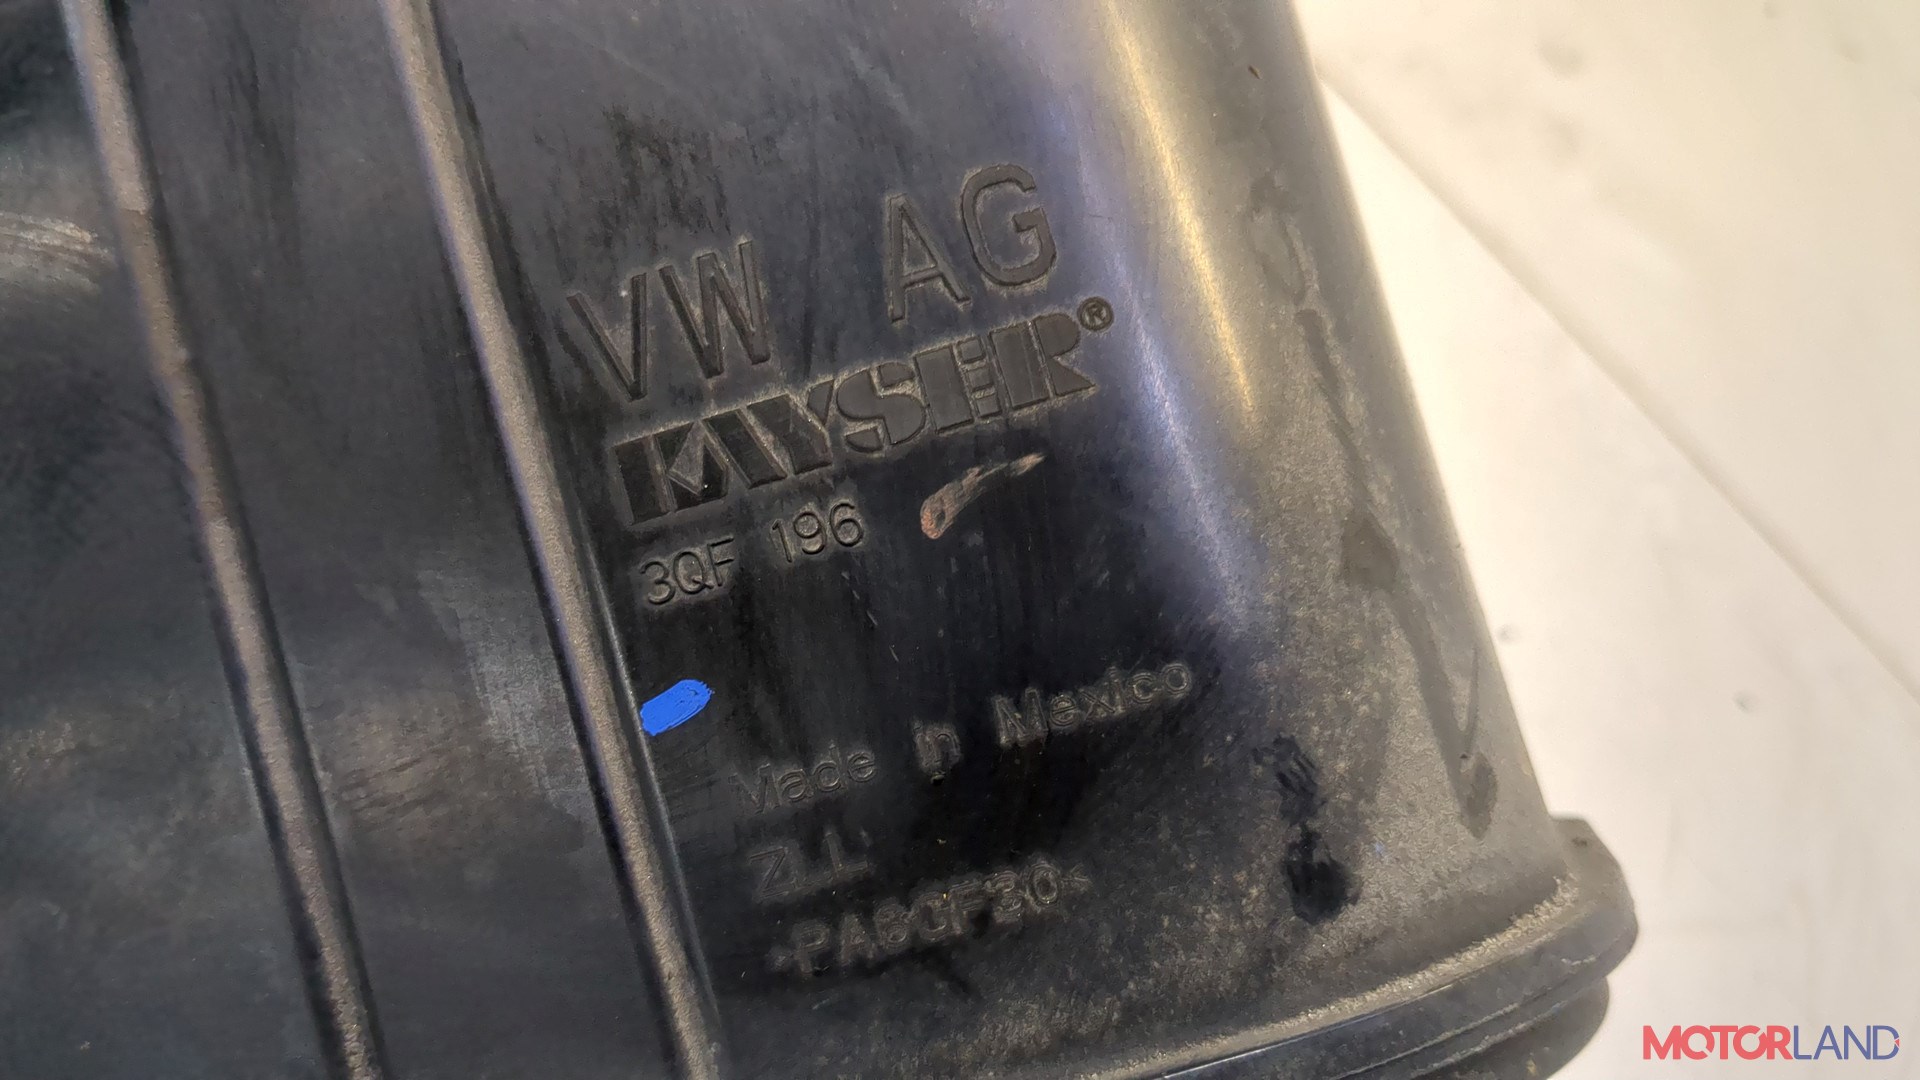 VW AG
KAYSER®
3QF 196
Made in Mexico
Z.L.
>PA6GF30<
MOTORLAND